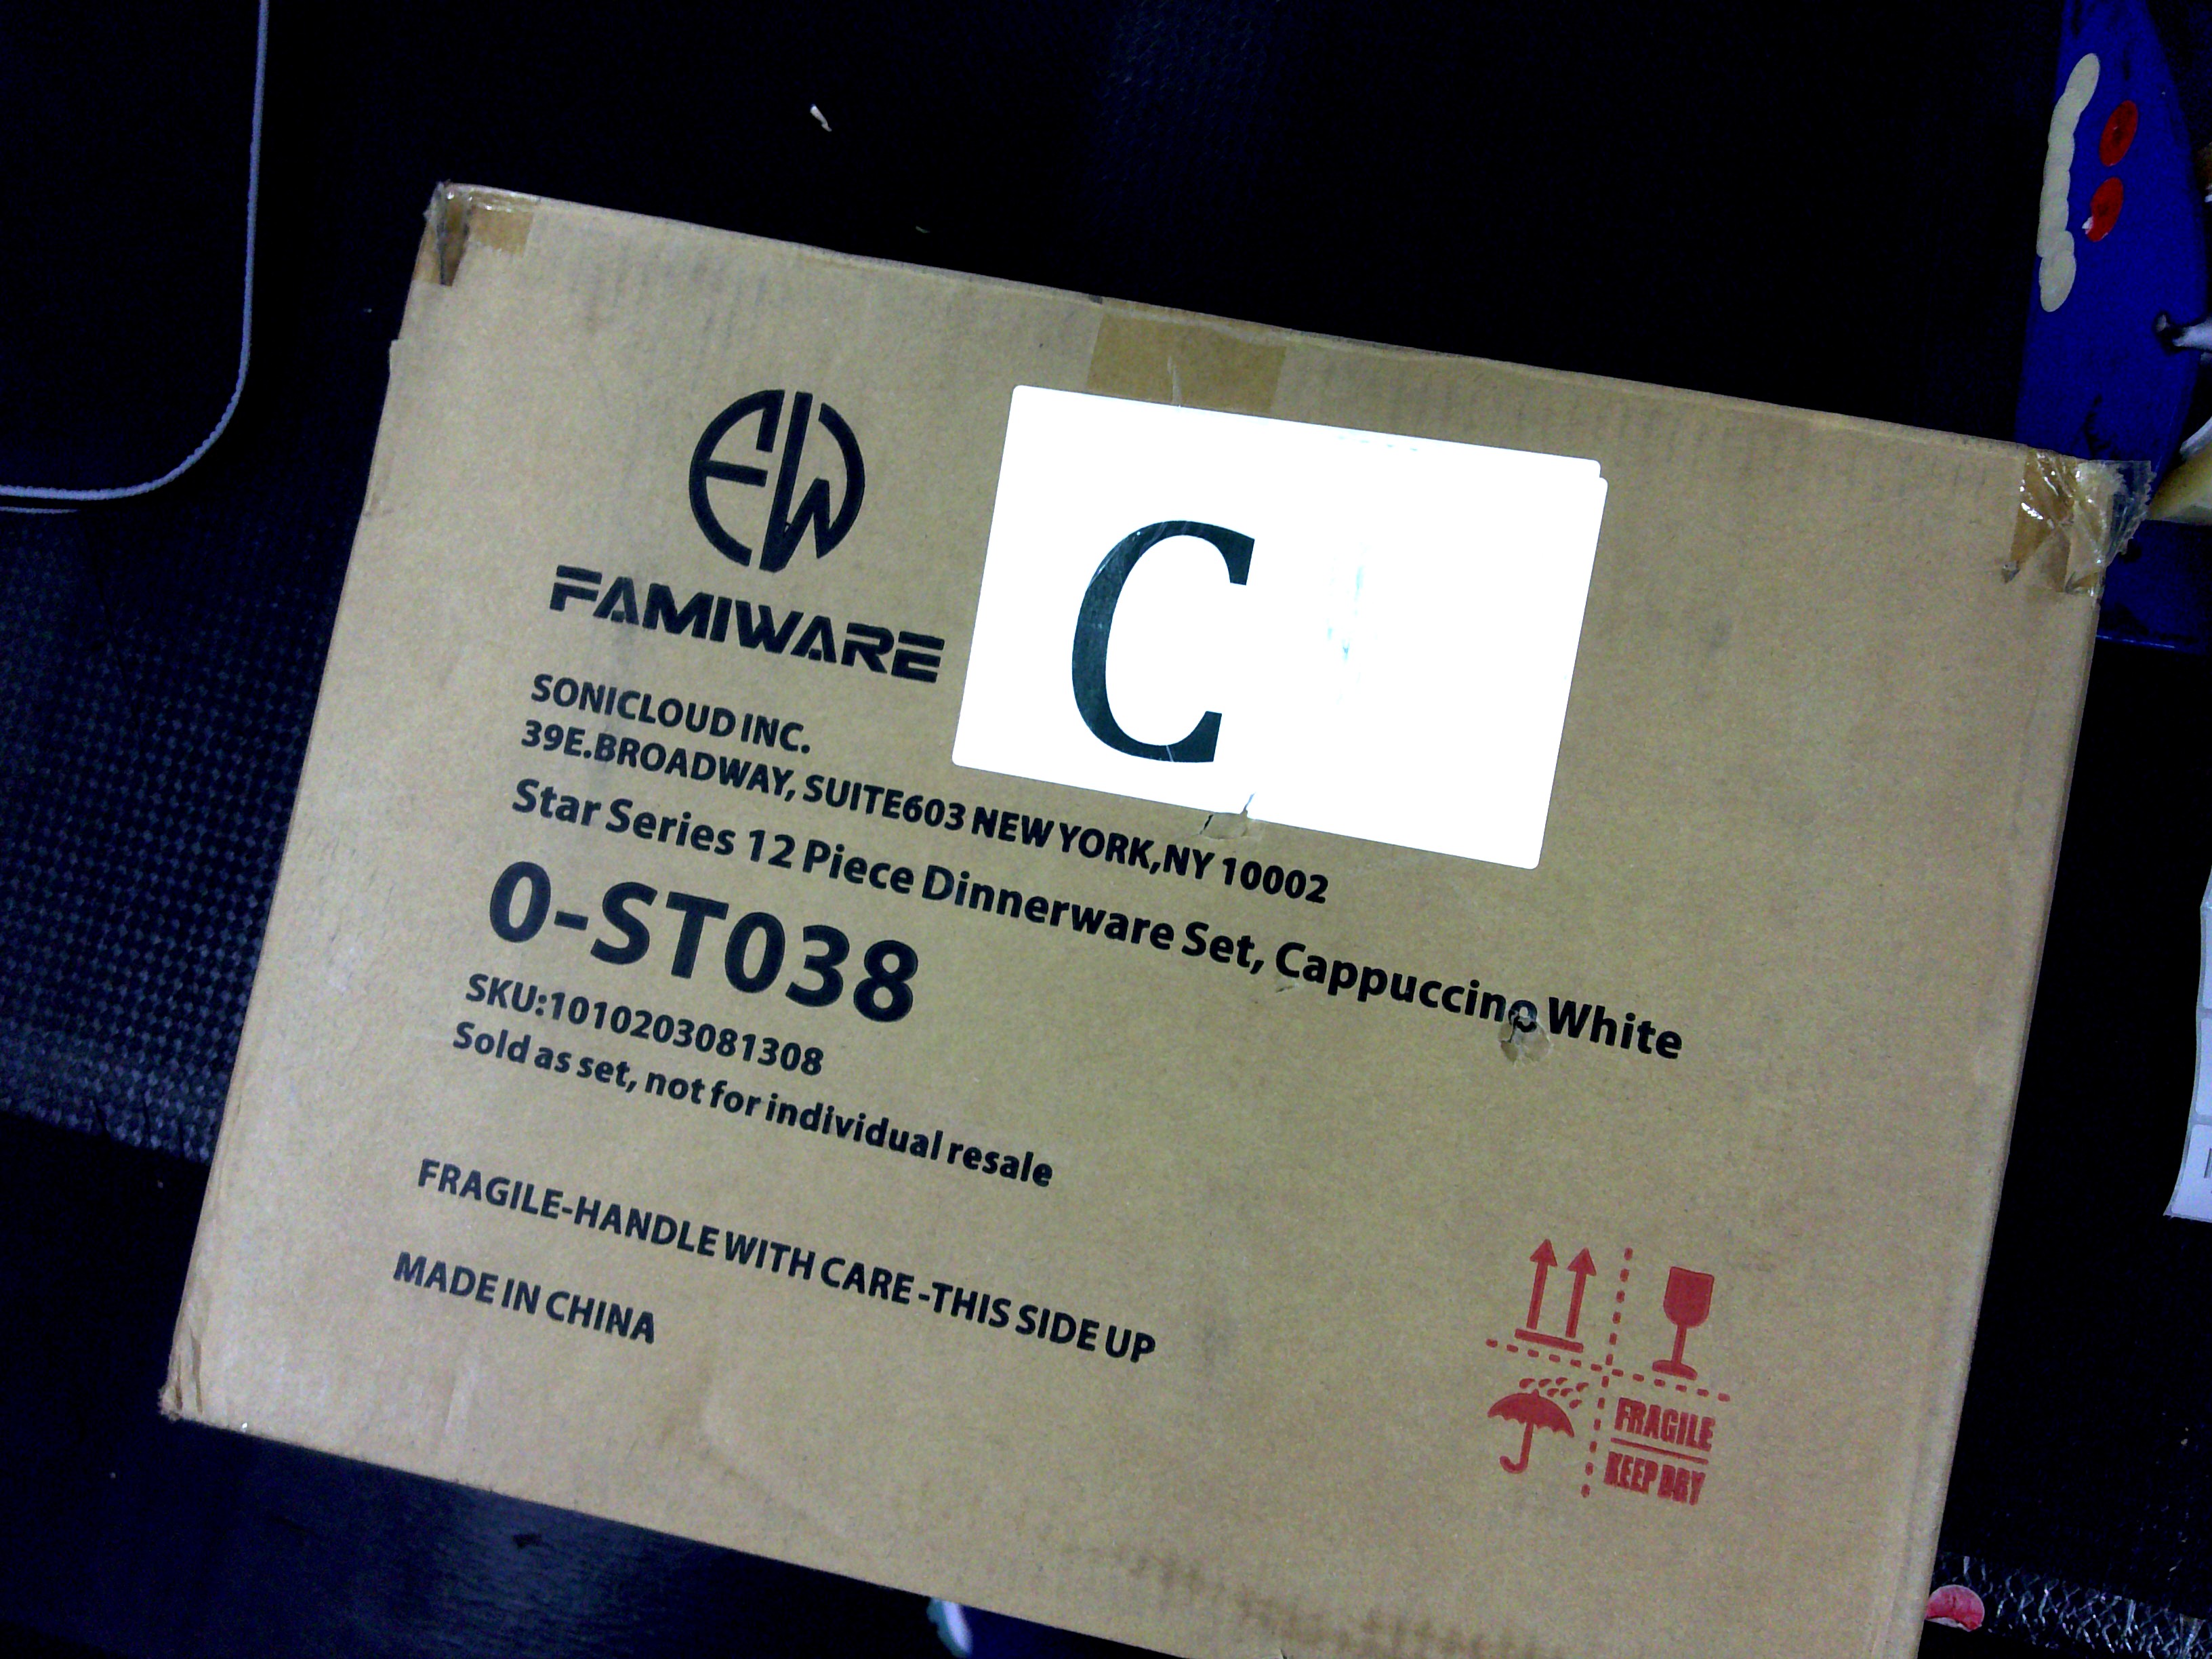 FW
FAMIWARE
C
SONICLOUD INC.
39E.BROADWAY, SUITE603 NEW YORK,NY 10002
Star Series 12 Piece Dinnerware Set, Cappuccino White
0-ST038
SKU:10102030​81308
Sold as set, not for individual resale
FRAGILE-HANDLE WITH CARE -THIS SIDE UP
MADE IN CHINA
FRAGILE
KEEP DRY